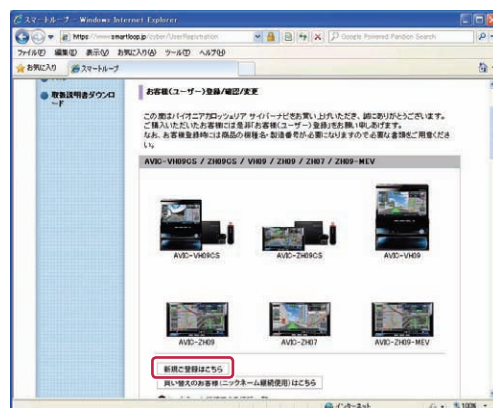 スマートループ - Windows Internet Explorer
https://www.smartloop.jp/cyber/UserRegistration
Google Powered Pandion Search
ファイル(F) 編集(E) 表示(V) お気に入り(A) ツール(T) ヘルプ(H)
お気に入り スマートループ
取扱説明書ダウンロ
ード
お客様(ユーザー)登録/確認/変更
この度はパイオニアカロッツェリア サイバーナビをお買い上げいただき、誠にありがとうございます。
ご購入いただいたお客様には是非「お客様(ユーザー)登録」をお願い申しあげます。
なお、お客様登録時には商品の機種名・製造番号が必要になりますので必要な書類をご用意くださ
い。
AVIC-VH09CS / ZH09CS / VH09 / ZH09 / ZH07 / ZH09-MEV
AVIC-VH09CS AVIC-ZH09CS AVIC-VH09
AVIC-ZH09 AVIC-ZH07 AVIC-ZH09-MEV
新規ご登録はこちら
買い替えのお客様(ニックネーム継続使用)はこちら
インターネット 100%